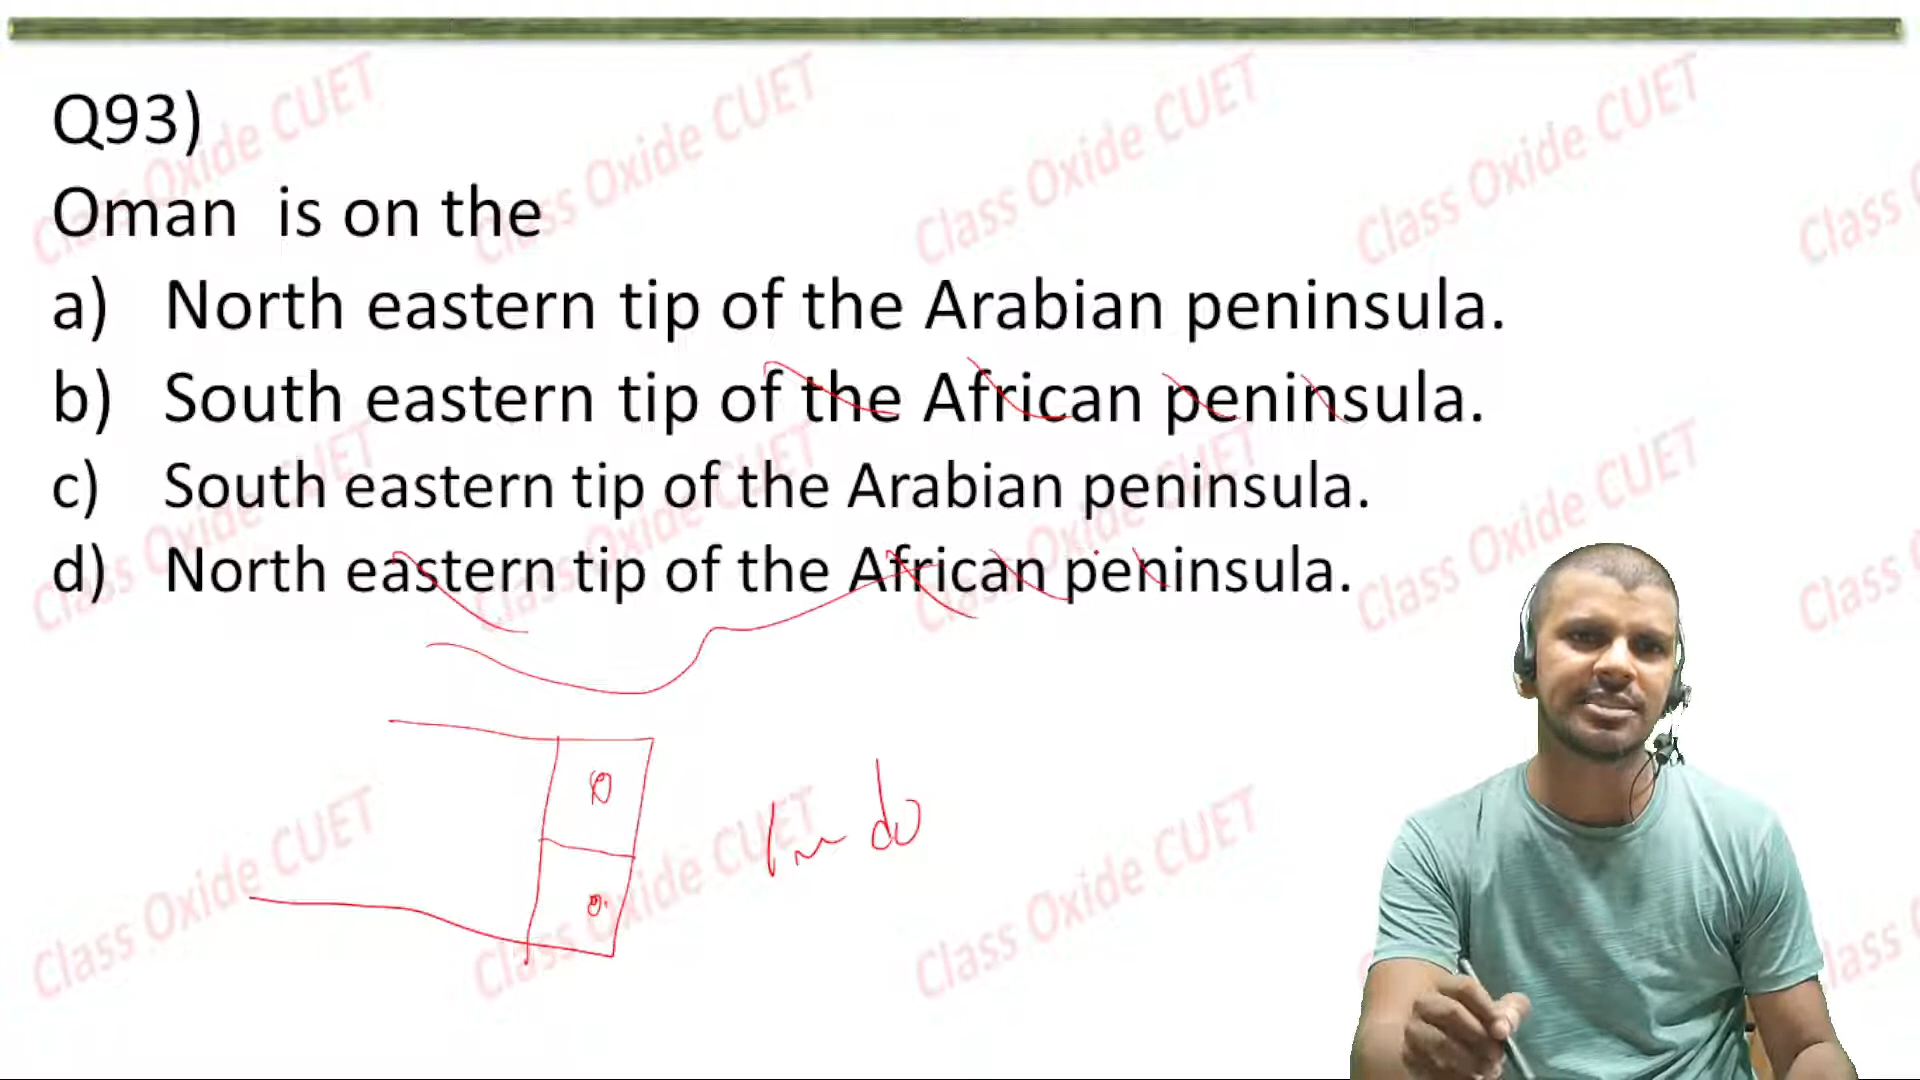 Q93)
Oman is on the
a) North eastern tip of the Arabian peninsula.
b) South eastern tip of the African peninsula.
c) South eastern tip of the Arabian peninsula.
d) North eastern tip of the African peninsula.
Class Oxide CUET